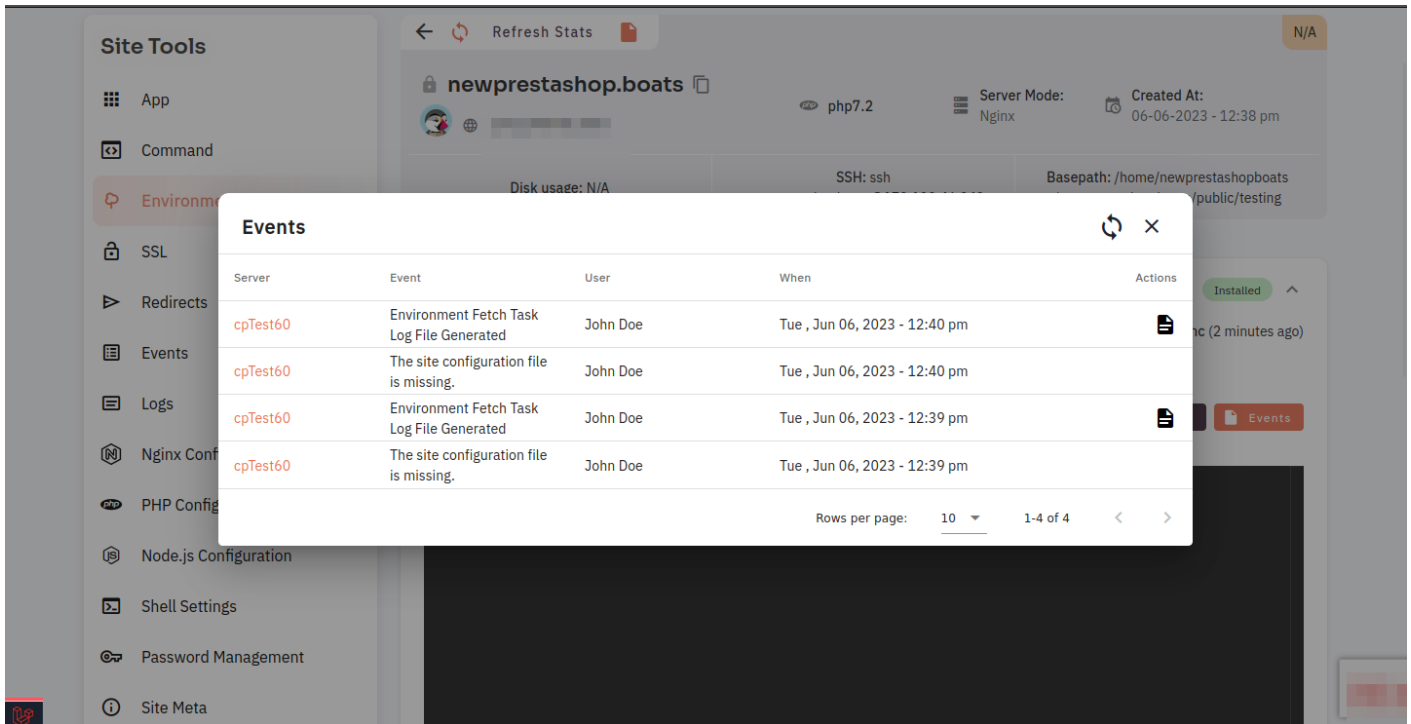 Site Tools
App
Command
Environme
SSL
Redirects
Events
Logs
Nginx Conf
PHP Config
Node.js Configuration
Shell Settings
Password Management
Site Meta
Refresh Stats
N/A
newprestashop.boats
php7.2
Server Mode:
Nginx
Created At:
06-06-2023 - 12:38 pm
Disk usage: N/A
SSH: ssh
Basepath: /home/newprestashopboats
/public/testing
Installed
nc (2 minutes ago)
Events
Events
Server Event User When Actions
cpTest60 Environment Fetch Task John Doe Tue , Jun 06, 2023 - 12:40 pm
Log File Generated
cpTest60 The site configuration file John Doe Tue , Jun 06, 2023 - 12:40 pm
is missing.
cpTest60 Environment Fetch Task John Doe Tue , Jun 06, 2023 - 12:39 pm
Log File Generated
cpTest60 The site configuration file John Doe Tue , Jun 06, 2023 - 12:39 pm
is missing.
Rows per page: 10 1-4 of 4